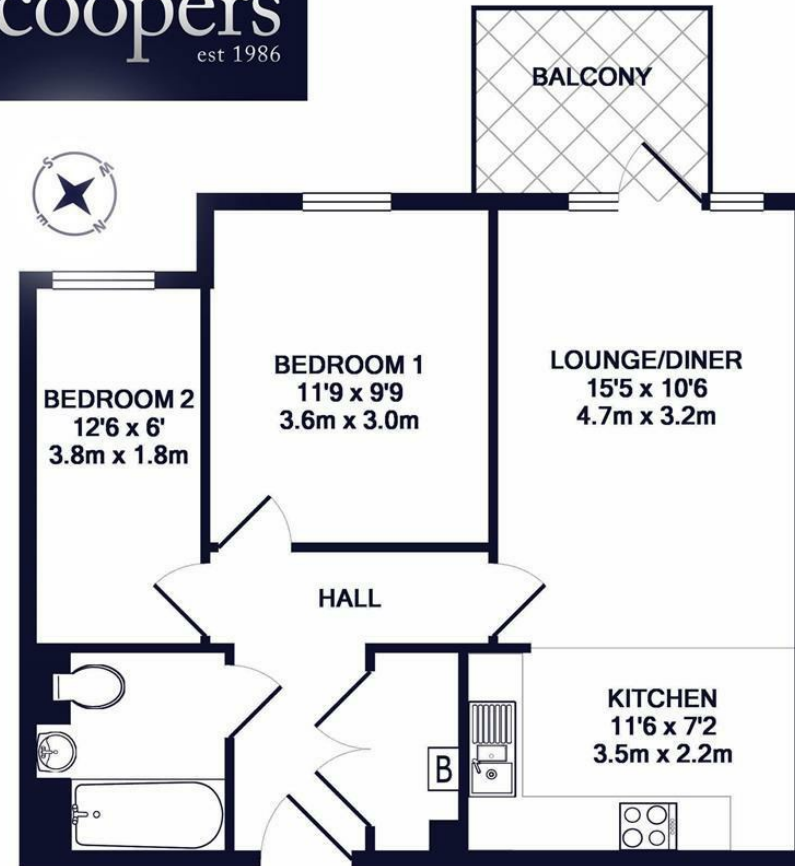 coopers
est 1986
BALCONY
S
W
E
N
BEDROOM 1
11'9 x 9'9
3.6m x 3.0m
LOUNGE/DINER
15'5 x 10'6
4.7m x 3.2m
BEDROOM 2
12'6 x 6'
3.8m x 1.8m
HALL
KITCHEN
11'6 x 7'2
3.5m x 2.2m
B